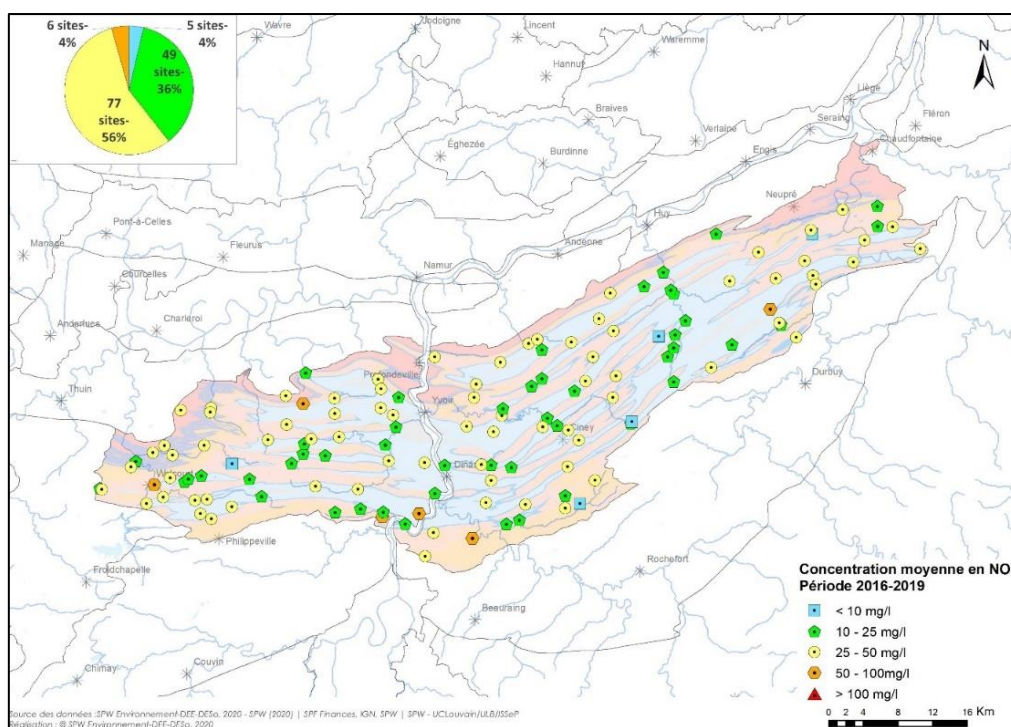 6 sites-
4%
5 sites-
4%
49
sites-
36%
77
sites-
56%
Wavre
Jodoigne
Lincent
Waremme
N
Hannut
Liège
Braives
Fléron
Seraing
Verlaine
Chaudfontaine
Éghezée
Burdinne
Engis
Neupré
Pont-à-Celles
Huy
Manage
Fleurus
Andenne
Namur
Courcelles
Anderlues
Charleroi
Profondeville
Durbuy
Thuin
Yvoir
Ciney
Walcourt
Dinant
Philippeville
Rochefort
Froidchapelle
Beauraing
Chimay
Couvin
Concentration moyenne en NO
Période 2016-2019
< 10 mg/l
10 - 25 mg/l
25 - 50 mg/l
50 - 100mg/l
> 100 mg/l
0 2 4 8 12 16 Km
Source des données :SPW Environnement-DEE-DESo, 2020 - SPW (2020) | SPF Finances, IGN, SPW | SPW - UCLouvain/ULB/ISSeP
Réalisation : © SPW Environnement-DEE-DESo, 2020